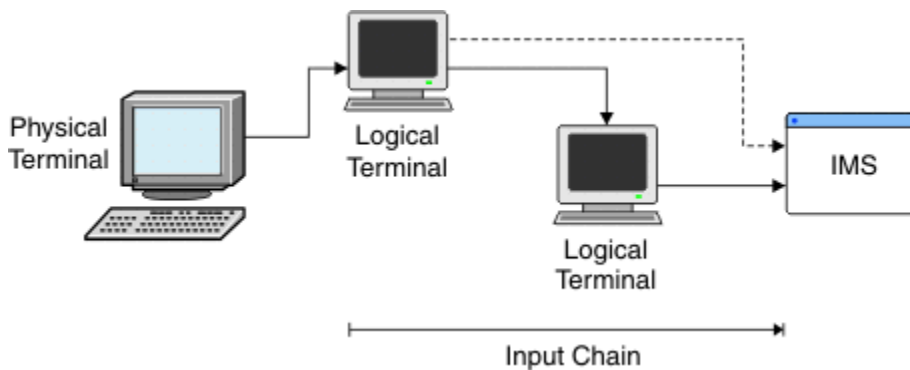 Physical
Terminal
Logical
Terminal
Logical
Terminal
IMS
Input Chain